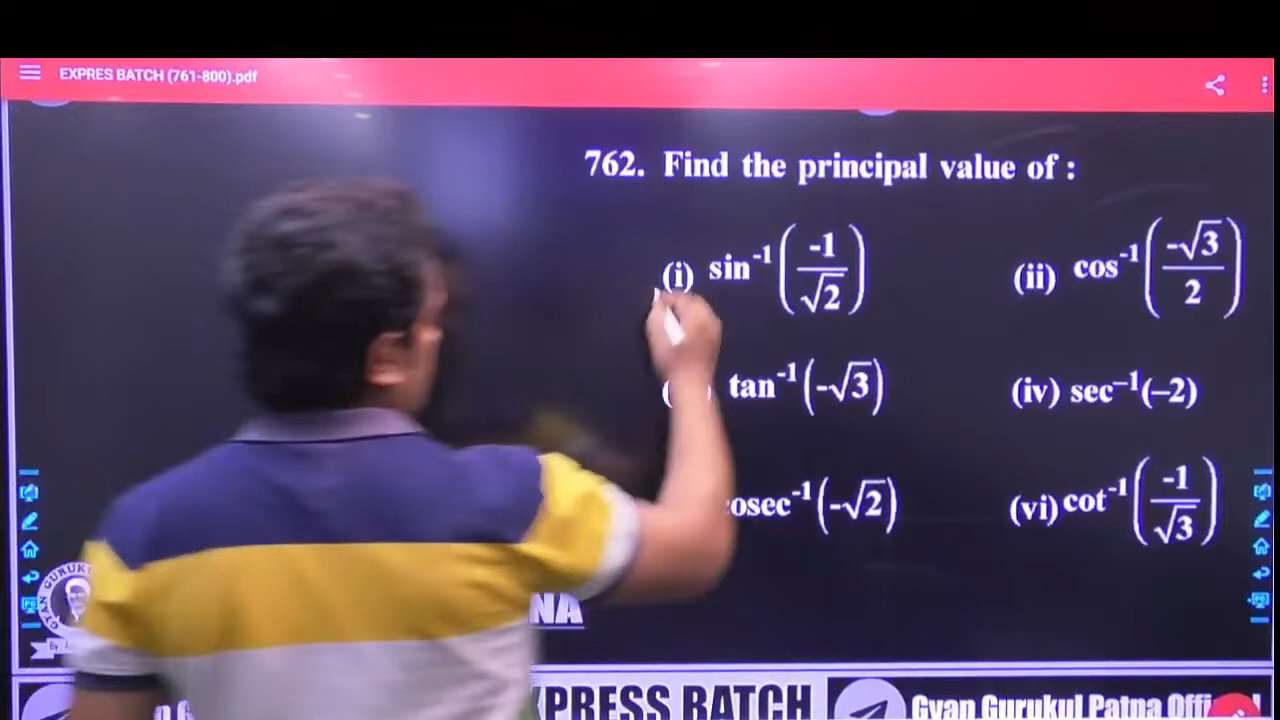 EXPRES BATCH (761-800).pdf
762. Find the principal value of :
(i) sin⁻¹(-1/√2)
(ii) cos⁻¹(-√3/2)
tan⁻¹(-√3)
(iv) sec⁻¹(–2)
osec⁻¹(-√2)
(vi) cot⁻¹(-1/√3)
NA
XPRESS BATCH
Gyan Gurukul Patna Offi